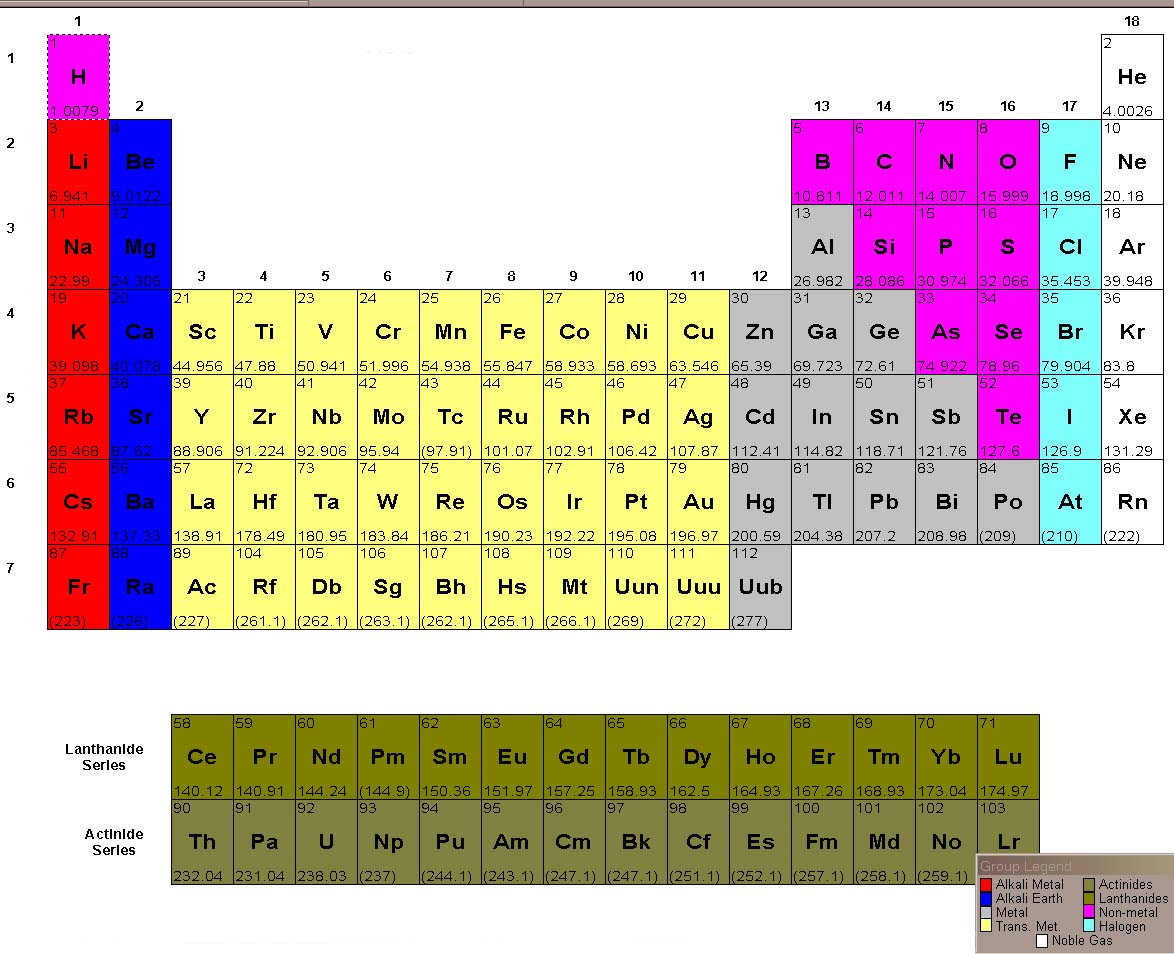 1 18
1 2
1 H He
1.0079 2 4.0026
13 14 15 16 17
3 4 5 6 7 8 9 10
2 Li Be B C N O F Ne
6.941 9.0122 10.811 12.011 14.007 15.999 18.998 20.18
11 12 13 14 15 16 17 18
3 Na Mg Al Si P S Cl Ar
22.99 24.305 26.982 28.086 30.974 32.066 35.453 39.948
3 4 5 6 7 8 9 10 11 12
19 20 21 22 23 24 25 26 27 28 29 30 31 32 33 34 35 36
4 K Ca Sc Ti V Cr Mn Fe Co Ni Cu Zn Ga Ge As Se Br Kr
39.098 40.078 44.956 47.88 50.941 51.996 54.938 55.847 58.933 58.693 63.546 65.39 69.723 72.61 74.922 78.96 79.904 83.8
37 38 39 40 41 42 43 44 45 46 47 48 49 50 51 52 53 54
5 Rb Sr Y Zr Nb Mo Tc Ru Rh Pd Ag Cd In Sn Sb Te I Xe
85.468 87.62 88.906 91.224 92.906 95.94 (97.91) 101.07 102.91 106.42 107.87 112.41 114.82 118.71 121.76 127.6 126.9 131.29
55 56 57 72 73 74 75 76 77 78 79 80 81 82 83 84 85 86
6 Cs Ba La Hf Ta W Re Os Ir Pt Au Hg Tl Pb Bi Po At Rn
132.91 137.33 138.91 178.49 180.95 183.84 186.21 190.23 192.22 195.08 196.97 200.59 204.38 207.2 208.98 (209) (210) (222)
87 88 89 104 105 106 107 108 109 110 111 112
7 Fr Ra Ac Rf Db Sg Bh Hs Mt Uun Uuu Uub
(223) (226) (227) (261.1) (262.1) (263.1) (262.1) (265.1) (266.1) (269) (272) (277)
58 59 60 61 62 63 64 65 66 67 68 69 70 71
Lanthanide Ce Pr Nd Pm Sm Eu Gd Tb Dy Ho Er Tm Yb Lu
Series
140.12 140.91 144.24 (144.9) 150.36 151.97 157.25 158.93 162.5 164.93 167.26 168.93 173.04 174.97
90 91 92 93 94 95 96 97 98 99 100 101 102 103
Actinide Th Pa U Np Pu Am Cm Bk Cf Es Fm Md No Lr
Series
232.04 231.04 238.03 (237) (244.1) (243.1) (247.1) (247.1) (251.1) (252.1) (257.1) (258.1) (259.1)
Group Legend
Alkali Metal Actinides
Alkali Earth Lanthanides
Metal Non-metal
Trans. Met. Halogen
Noble Gas